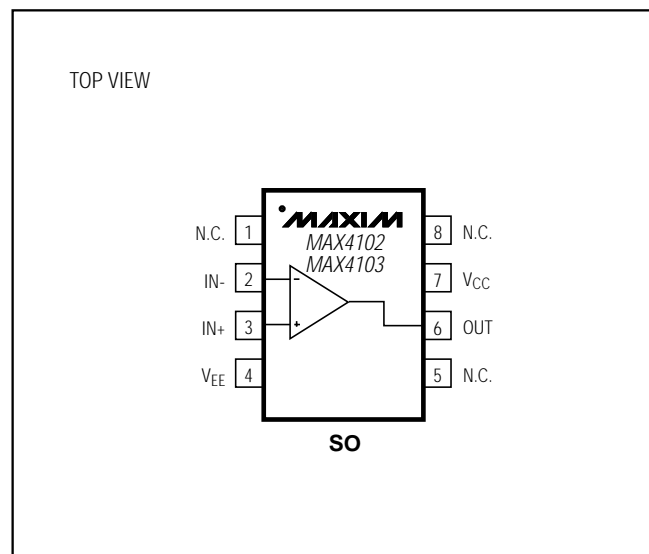 TOP VIEW
MAXIM
MAX4102
MAX4103
N.C. 1
IN- 2
IN+ 3
VEE 4
8 N.C.
7 VCC
6 OUT
5 N.C.
-
+
SO